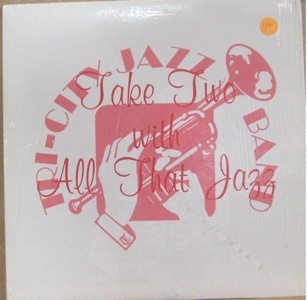 TRI-CITY JAZZ BAND
Take Two
with
All That Jazz